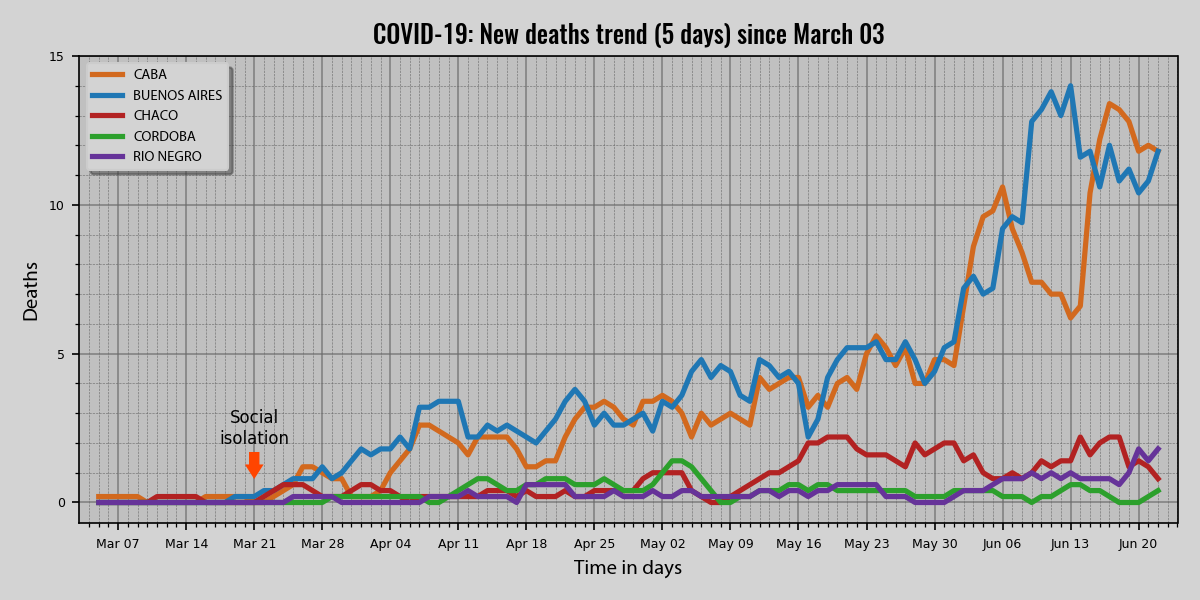 COVID-19: New deaths trend (5 days) since March 03
15
10
5
0
Deaths
CABA
BUENOS AIRES
CHACO
CORDOBA
RIO NEGRO
Social
isolation
Mar 07 Mar 14 Mar 21 Mar 28 Apr 04 Apr 11 Apr 18 Apr 25 May 02 May 09 May 16 May 23 May 30 Jun 06 Jun 13 Jun 20
Time in days